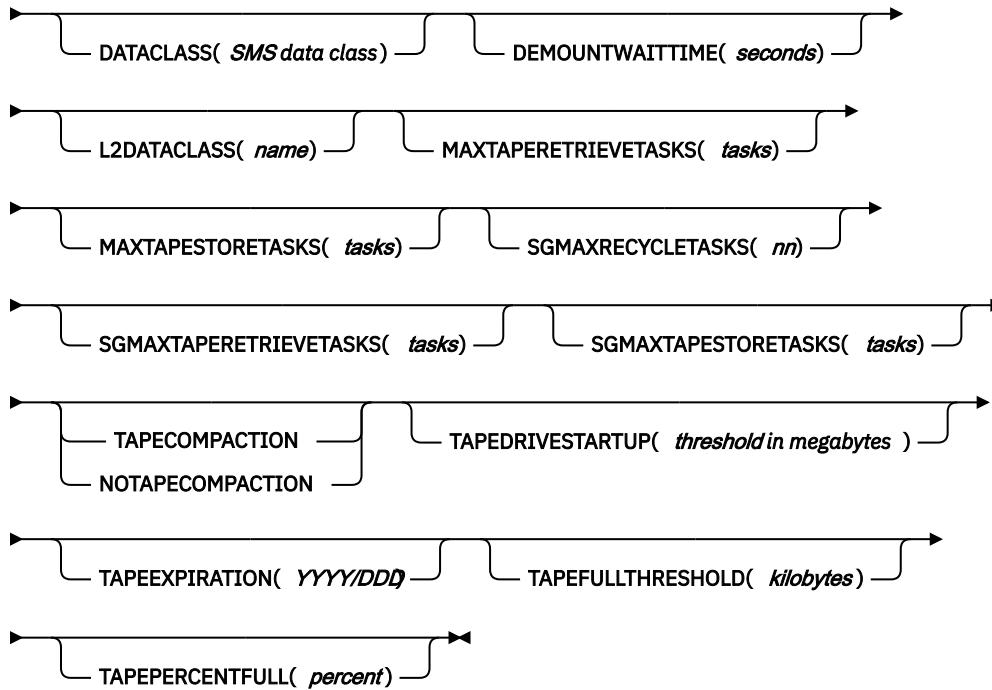 DATACLASS( SMS data class) DEMOUNTWAITTIME( seconds)
L2DATACLASS( name) MAXTAPERETRIEVETASKS( tasks)
MAXTAPESTORETASKS( tasks) SGMAXRECYCLETASKS( nn)
SGMAXTAPERETRIEVETASKS( tasks) SGMAXTAPESTORETASKS( tasks)
TAPECOMPACTION TAPEDRIVESTARTUP( threshold in megabytes )
NOTAPECOMPACTION
TAPEEXPIRATION( YYYY/DDD) TAPEFULLTHRESHOLD( kilobytes)
TAPEPERCENTFULL( percent)